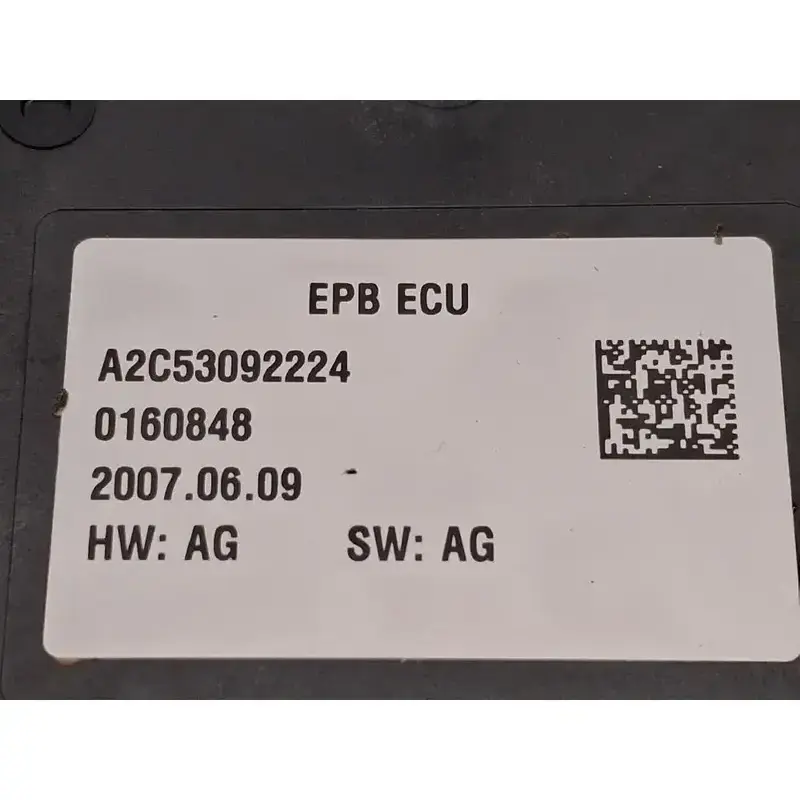 EPB ECU
A2C53092224
0160848
2007.06.09
HW: AG SW: AG